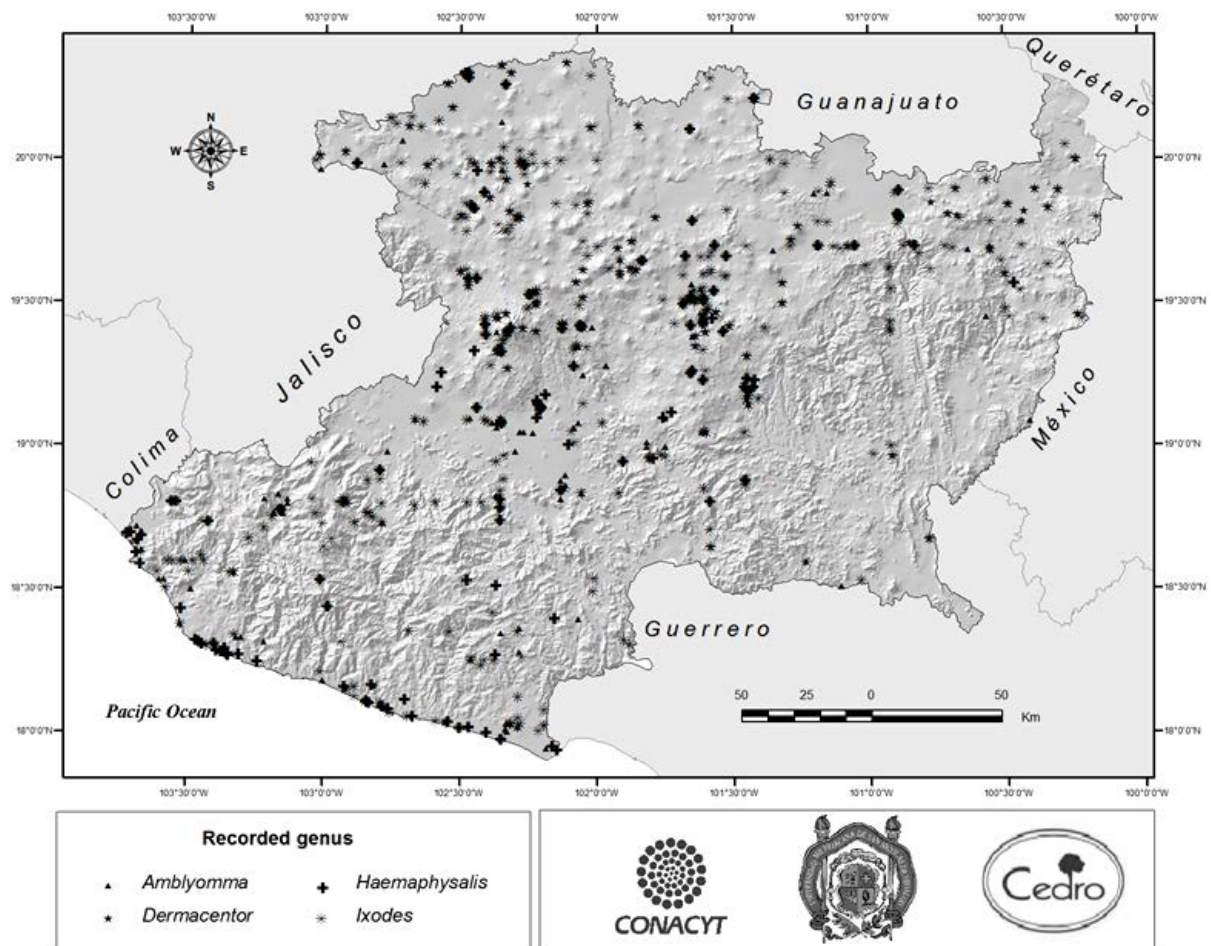 103°30'0"W 103°0'0"W 102°30'0"W 102°0'0"W 101°30'0"W 101°0'0"W 100°30'0"W 100°0'0"W
Querétaro
Guanajuato
N
W E
S
20°0'0"N 20°0'0"N
19°30'0"N 19°30'0"N
Jalisco
México
19°0'0"N 19°0'0"N
Colima
18°30'0"N 18°30'0"N
Guerrero
Pacific Ocean
50 25 0 50
Km
18°0'0"N 18°0'0"N
103°30'0"W 103°0'0"W 102°30'0"W 102°0'0"W 101°30'0"W 101°0'0"W 100°30'0"W 100°0'0"W
Recorded genus
Amblyomma Haemaphysalis
Dermacentor Ixodes
CONACYT
Cedro